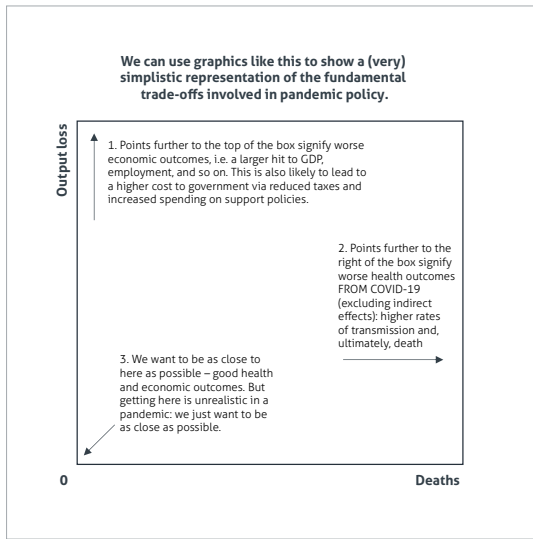 We can use graphics like this to show a (very)
simplistic representation of the fundamental
trade-offs involved in pandemic policy.
Output loss
1. Points further to the top of the box signify worse
economic outcomes, i.e. a larger hit to GDP,
employment, and so on. This is also likely to lead to
a higher cost to government via reduced taxes and
increased spending on support policies.
2. Points further to the
right of the box signify
worse health outcomes
FROM COVID-19
(excluding indirect
effects): higher rates
of transmission and,
ultimately, death
3. We want to be as close to
here as possible – good health
and economic outcomes. But
getting here is unrealistic in a
pandemic: we just want to be
as close as possible.
0
Deaths